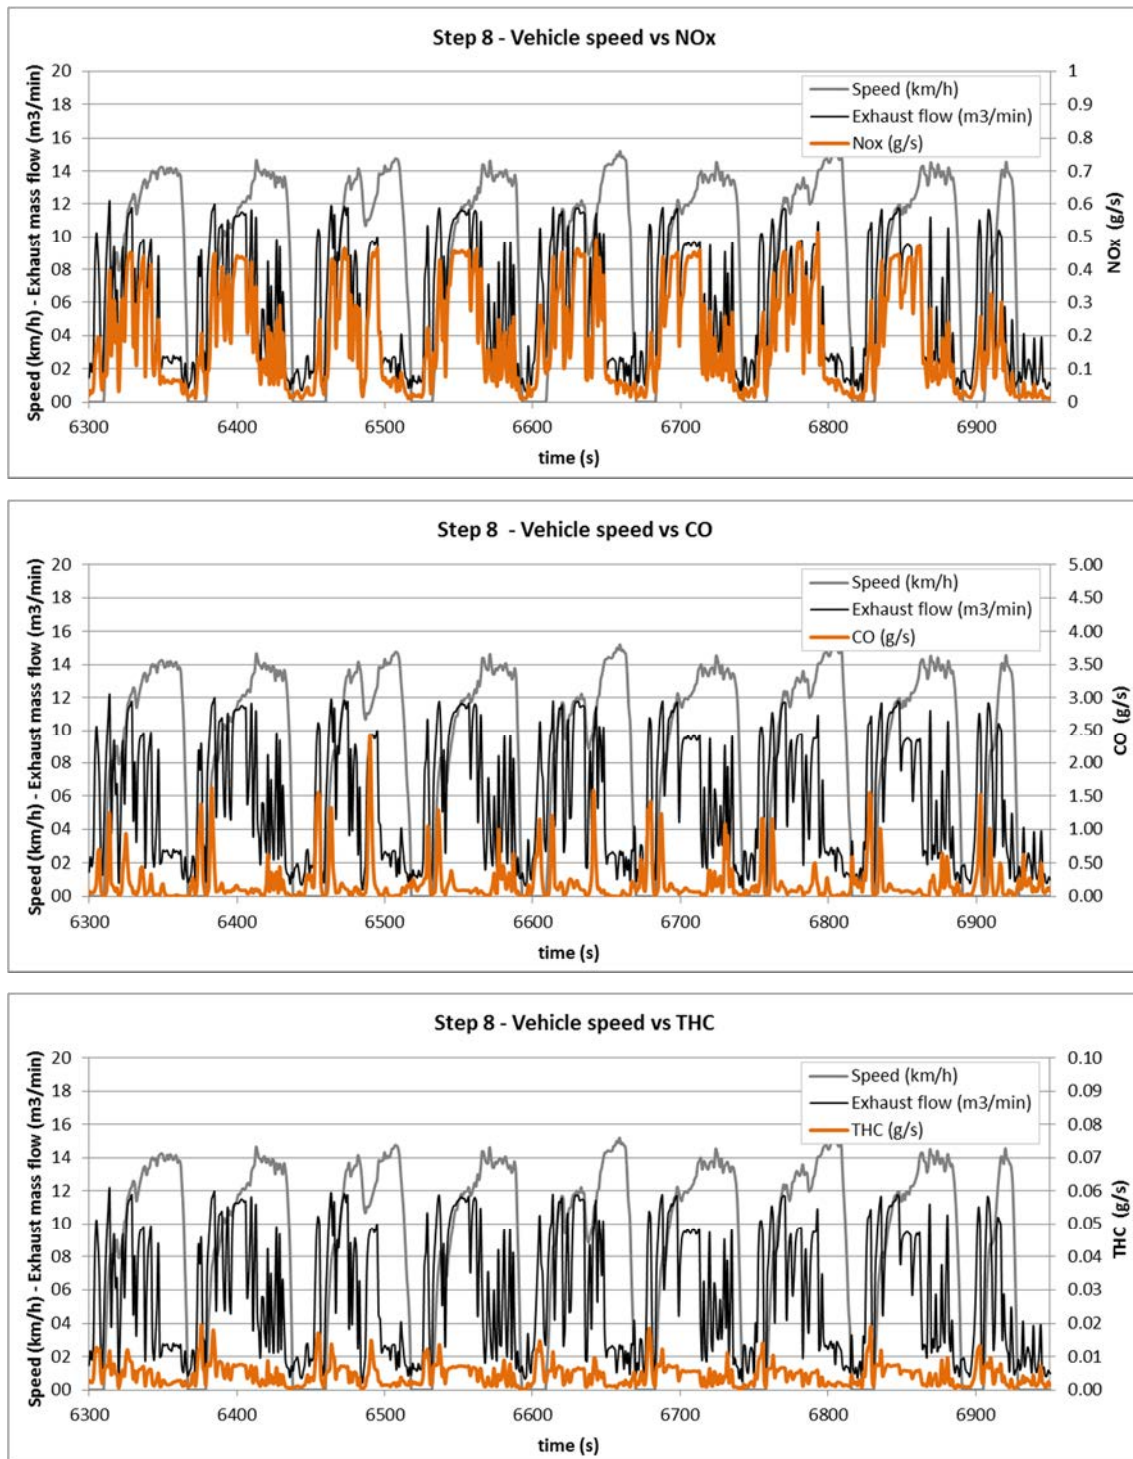 Step 8 - Vehicle speed vs NOx
Speed (km/h) - Exhaust mass flow (m3/min)
20
18
16
14
12
10
08
06
04
02
00
Speed (km/h)
Exhaust flow (m3/min)
Nox (g/s)
1
0.9
0.8
0.7
0.6
0.5
0.4
0.3
0.2
0.1
0
NOx (g/s)
6300 6400 6500 6600 6700 6800 6900
time (s)
Step 8 - Vehicle speed vs CO
Speed (km/h) - Exhaust mass flow (m3/min)
20
18
16
14
12
10
08
06
04
02
00
Speed (km/h)
Exhaust flow (m3/min)
CO (g/s)
5.00
4.50
4.00
3.50
3.00
2.50
2.00
1.50
1.00
0.50
0.00
CO (g/s)
6300 6400 6500 6600 6700 6800 6900
time (s)
Step 8 - Vehicle speed vs THC
Speed (km/h) - Exhaust mass flow (m3/min)
20
18
16
14
12
10
08
06
04
02
00
Speed (km/h)
Exhaust flow (m3/min)
THC (g/s)
0.10
0.09
0.08
0.07
0.06
0.05
0.04
0.03
0.02
0.01
0.00
THC (g/s)
6300 6400 6500 6600 6700 6800 6900
time (s)